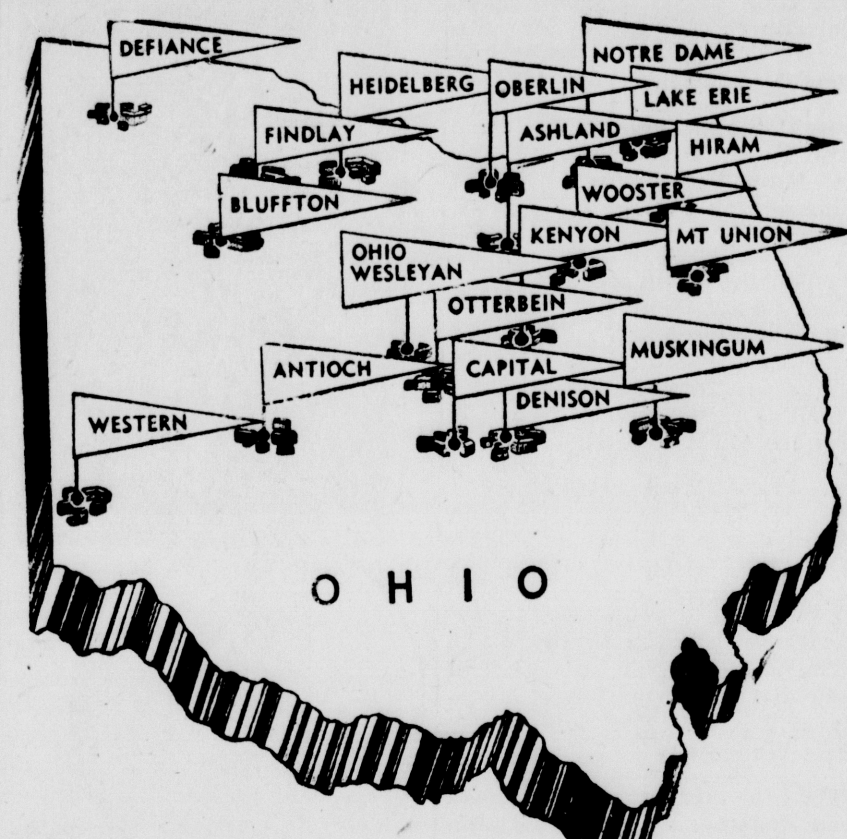 DEFIANCE
NOTRE DAME
HEIDELBERG
OBERLIN
LAKE ERIE
FINDLAY
ASHLAND
HIRAM
WOOSTER
BLUFFTON
KENYON
MT UNION
OHIO
WESLEYAN
OTTERBEIN
MUSKINGUM
ANTIOCH
CAPITAL
DENISON
WESTERN
OHIO